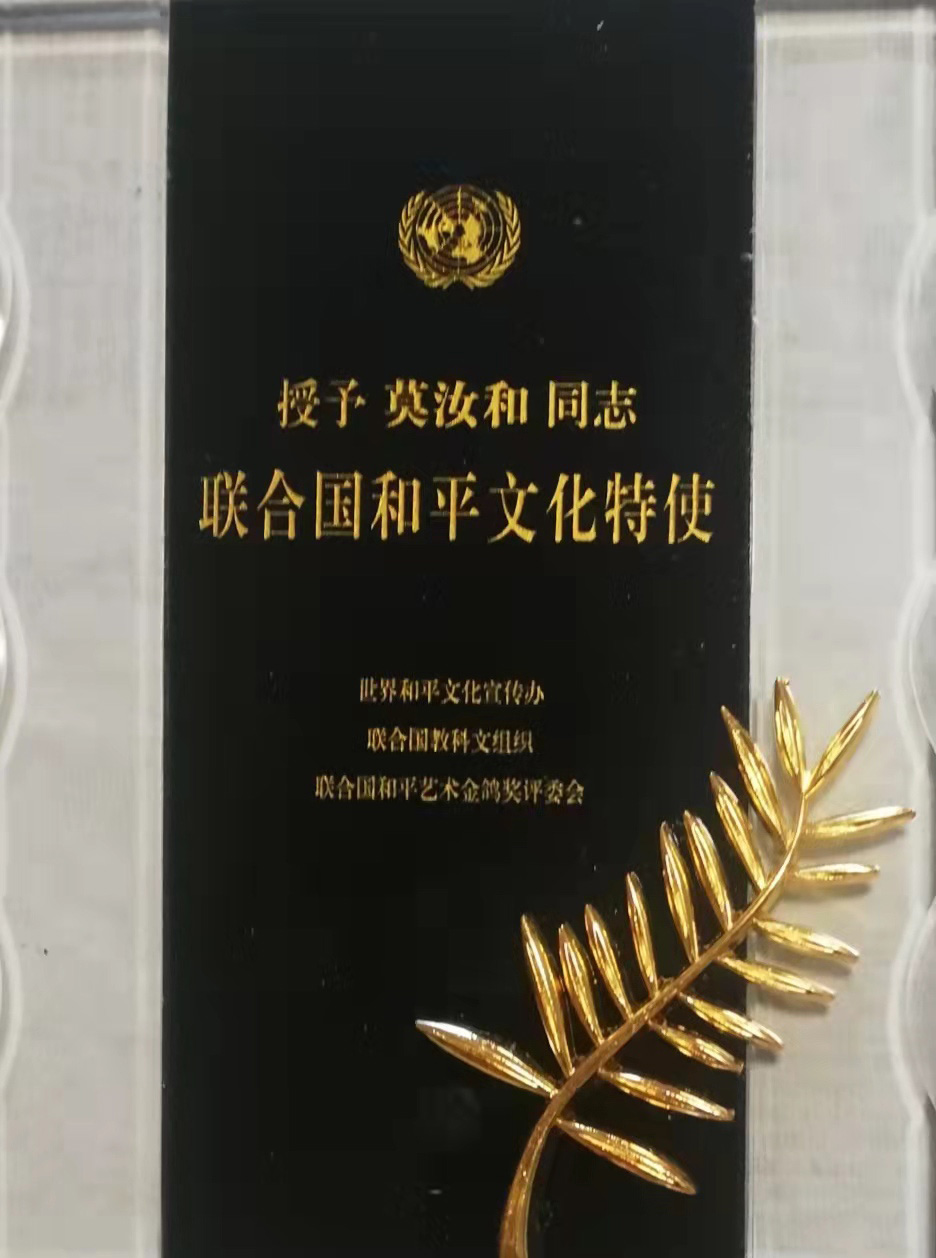 授予 莫汝和 同志
联合国和平文化特使
世界和平文化宣传办
联合国教科文组织
联合国和平艺术金鸽奖评委会